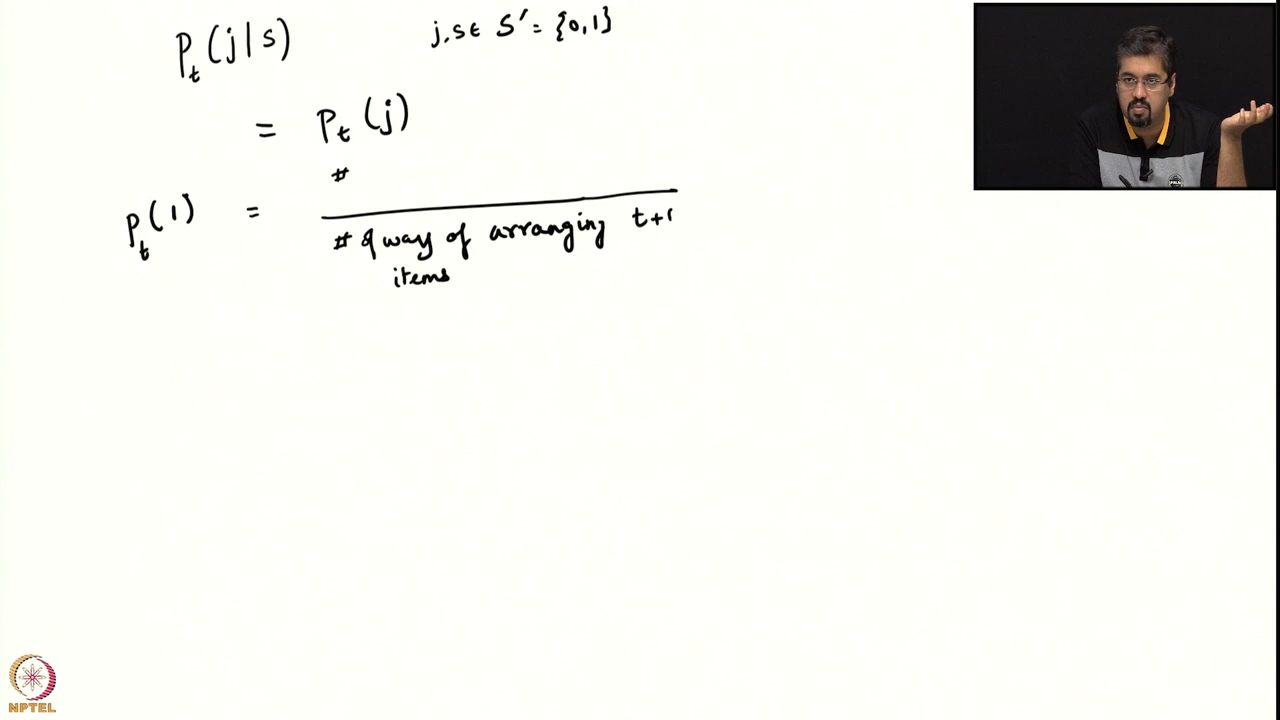 P_t(j|s) j,s ∈ S' = {0,1}
= P_t(j)
#
P_t(1) = ———
# of way of arranging t+1
items
NPTEL